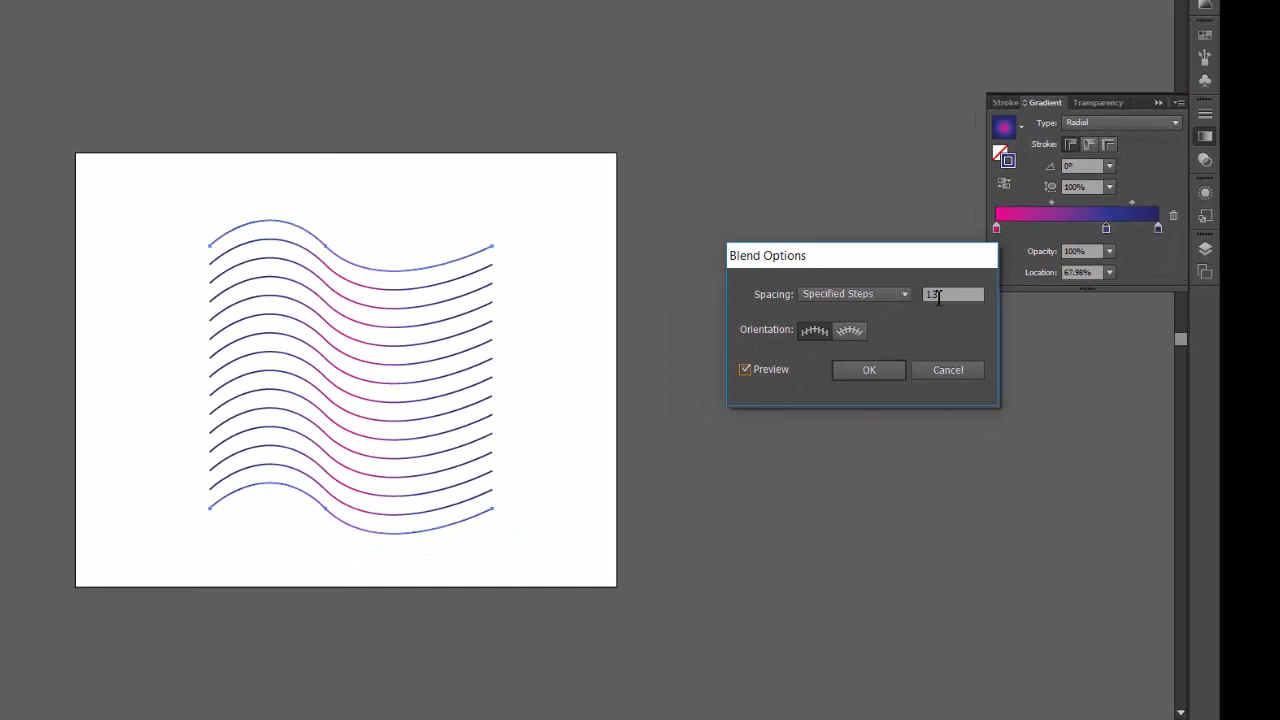 Stroke Gradient Transparency
Type: Radial
Stroke:
0°
100%
Opacity: 100%
Location: 67.98%
Blend Options
Spacing: Specified Steps 13
Orientation:
Preview OK Cancel